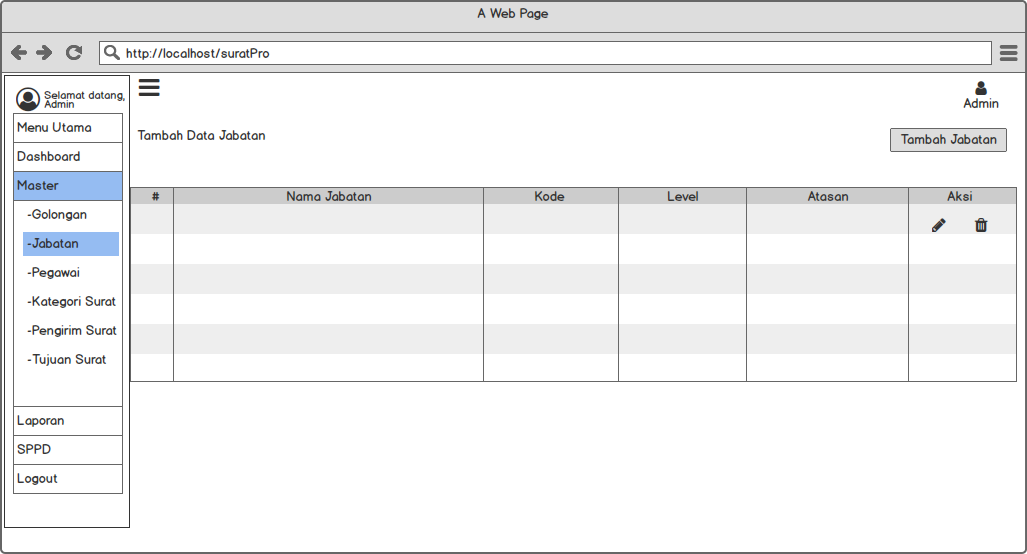 A Web Page
http://localhost/suratPro
Selamat datang,
Admin
Menu Utama
Dashboard
Master
-Golongan
-Jabatan
-Pegawai
-Kategori Surat
-Pengirim Surat
-Tujuan Surat
Laporan
SPPD
Logout
Admin
Tambah Data Jabatan
Tambah Jabatan
# Nama Jabatan Kode Level Atasan Aksi